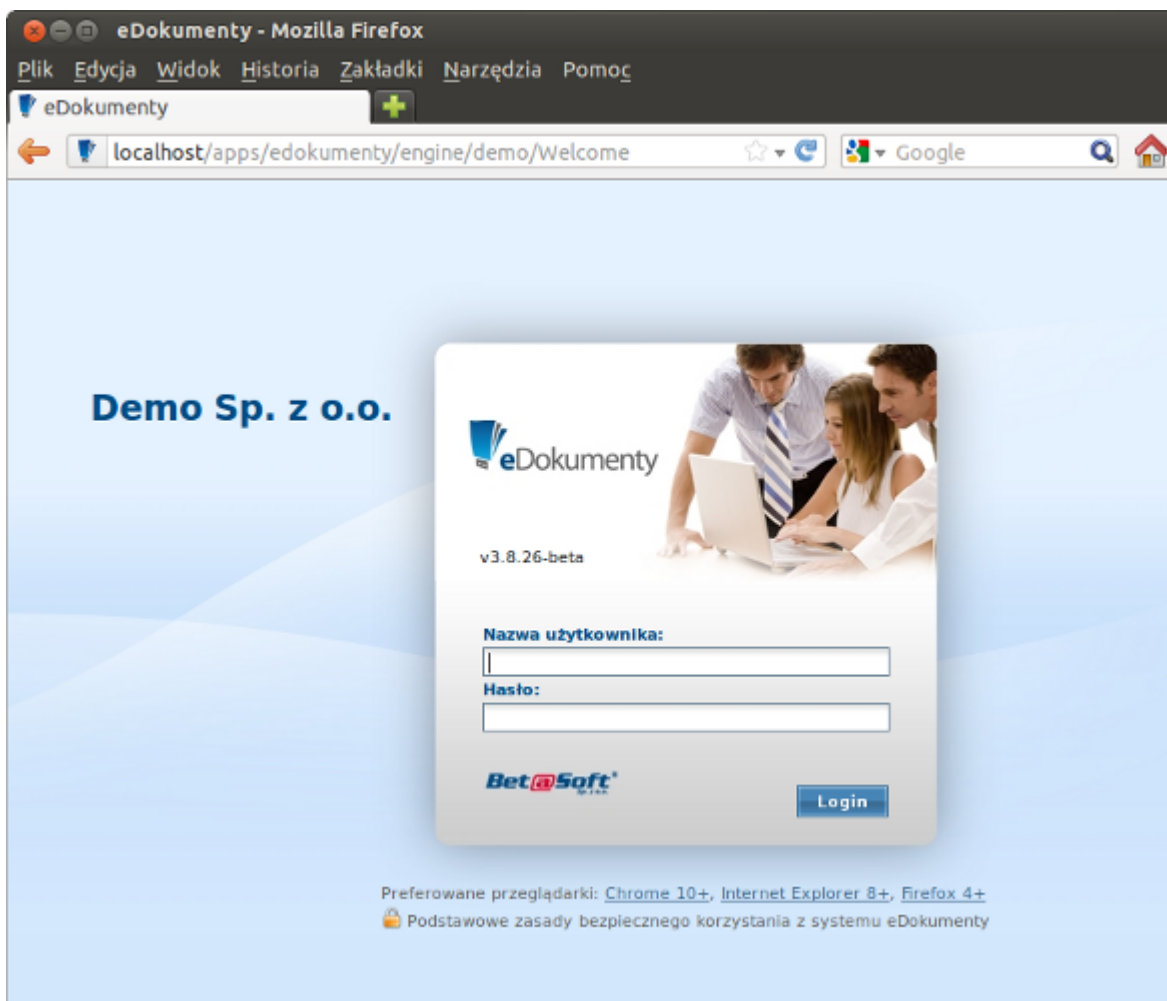 eDokumenty - Mozilla Firefox
Plik Edycja Widok Historia Zakładki Narzędzia Pomoc
eDokumenty
localhost/apps/edokumenty/engine/demo/Welcome Google
Demo Sp. z o.o.
eDokumenty
v3.8.26-beta
Nazwa użytkownika:
Hasło:
Bet@Soft
Sp. z o.o.
Login
Preferowane przeglądarki: Chrome 10+, Internet Explorer 8+, Firefox 4+
Podstawowe zasady bezpiecznego korzystania z systemu eDokumenty